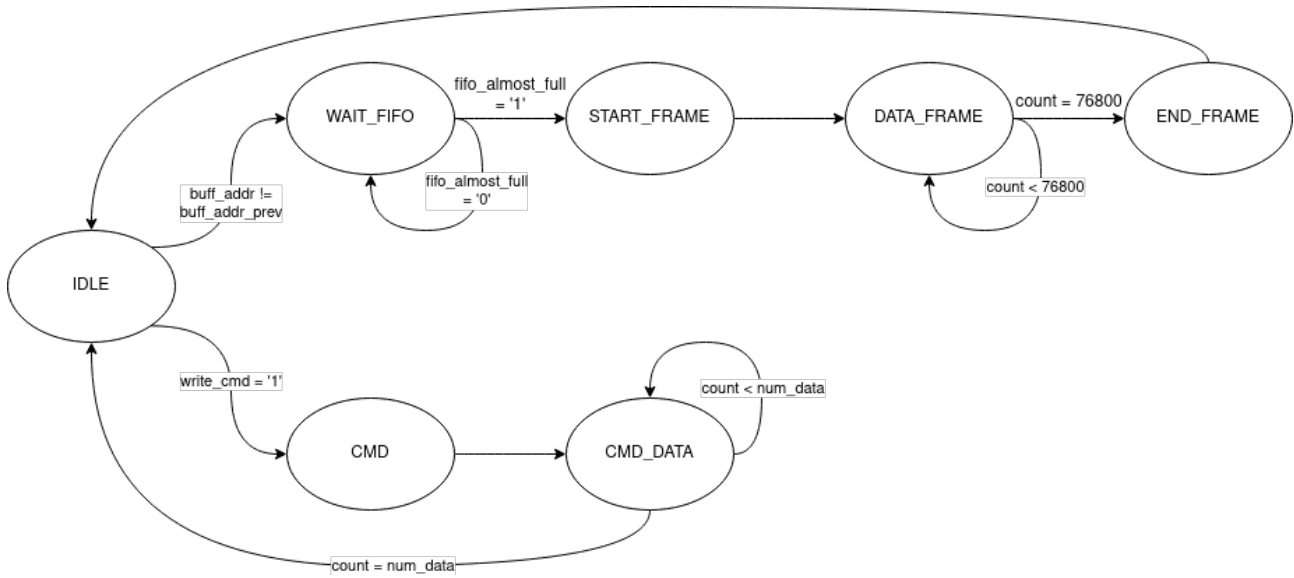 fifo_almost_full
= '1'
WAIT_FIFO
START_FRAME
DATA_FRAME
count = 76800
END_FRAME
buff_addr !=
buff_addr_prev
fifo_almost_full
= '0'
count < 76800
IDLE
write_cmd = '1'
count < num_data
CMD
CMD_DATA
count = num_data